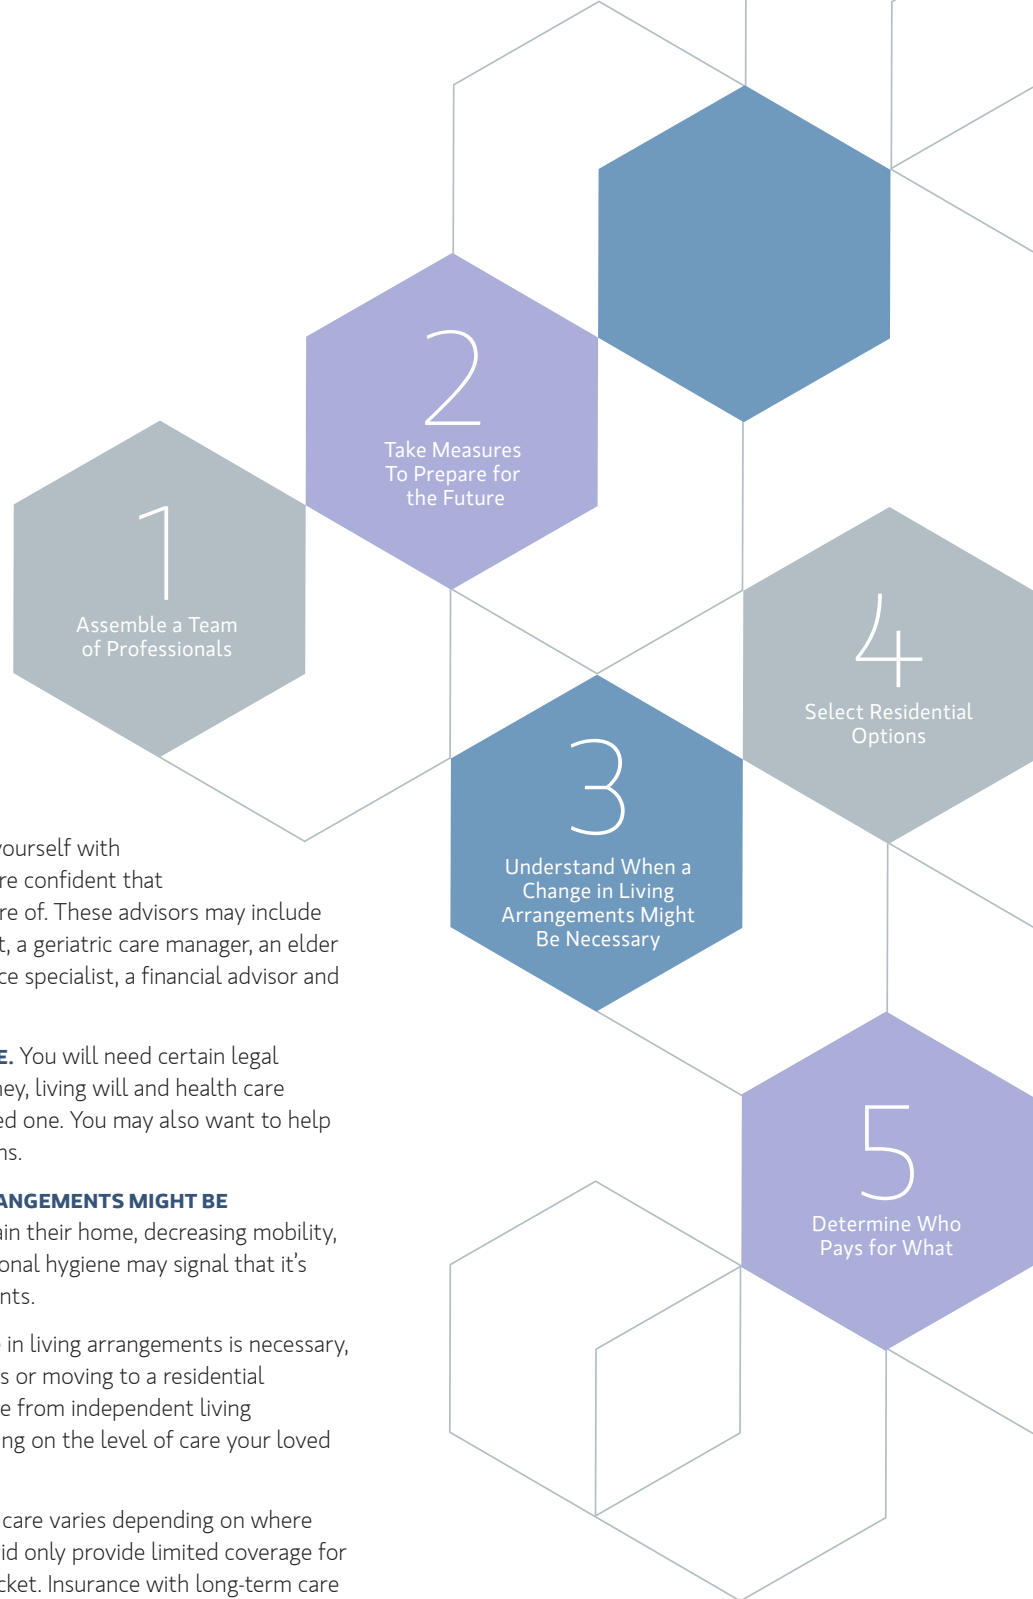 2
Take Measures
To Prepare for
the Future
1
Assemble a Team
of Professionals
4
Select Residential
Options
3
Understand When a
Change in Living
Arrangements Might
Be Necessary
5
Determine Who
Pays for What
yourself with
re confident that
re of. These advisors may include
t, a geriatric care manager, an elder
ce specialist, a financial advisor and
E. You will need certain legal
ney, living will and health care
ed one. You may also want to help
ns.
ANGEMENTS MIGHT BE
ain their home, decreasing mobility,
onal hygiene may signal that it's
nts.
in living arrangements is necessary,
s or moving to a residential
e from independent living
ng on the level of care your loved
care varies depending on where
id only provide limited coverage for
cket. Insurance with long-term care